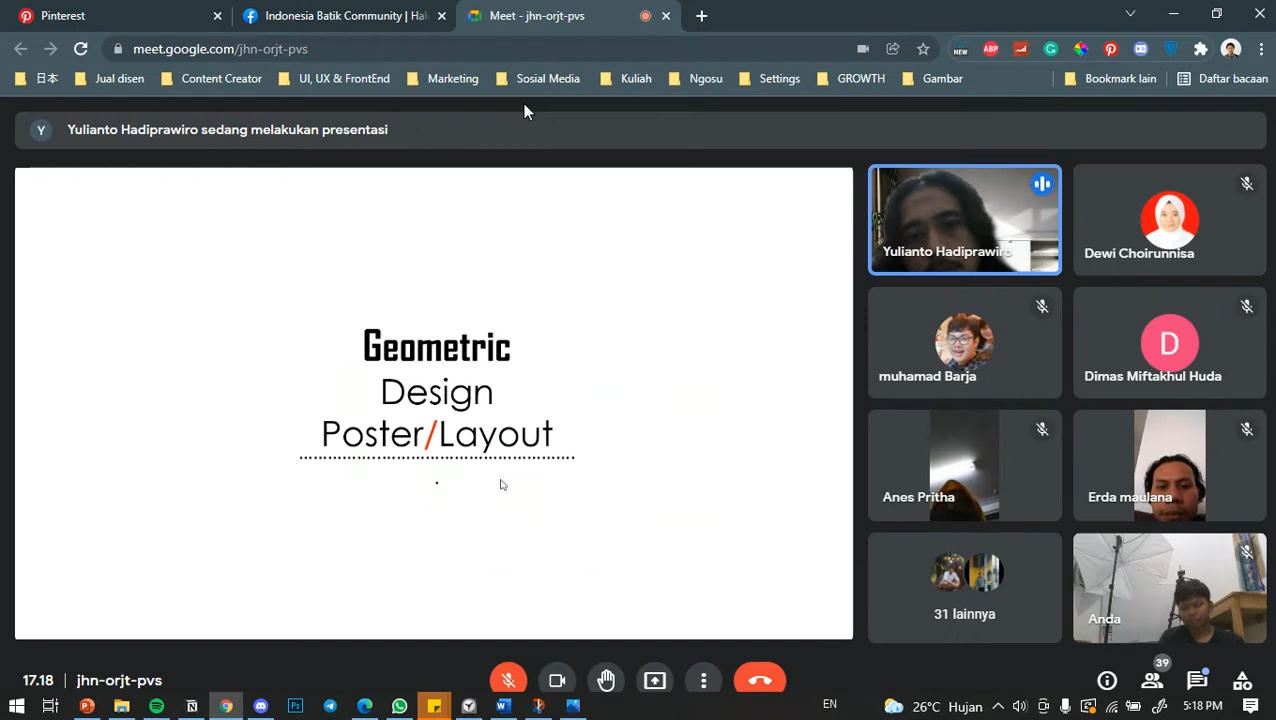 Pinterest
Indonesia Batik Community | Hal
Meet - jhn-orjt-pvs
meet.google.com/jhn-orjt-pvs
NEW
ABP
日本
Jual disen
Content Creator
UI, UX & FrontEnd
Marketing
Sosial Media
Kuliah
Ngosu
Settings
GROWTH
Gambar
Bookmark lain
Daftar bacaan
Y
Yulianto Hadiprawiro sedang melakukan presentasi
Geometric
Design
Poster/Layout
Yulianto Hadiprawiro
Dewi Choirunnisa
muhamad Barja
D
Dimas Miftakhul Huda
Anes Pritha
Erda maulana
31 lainnya
Anda
17.18
jhn-orjt-pvs
39
EN
26°C Hujan
5:18 PM